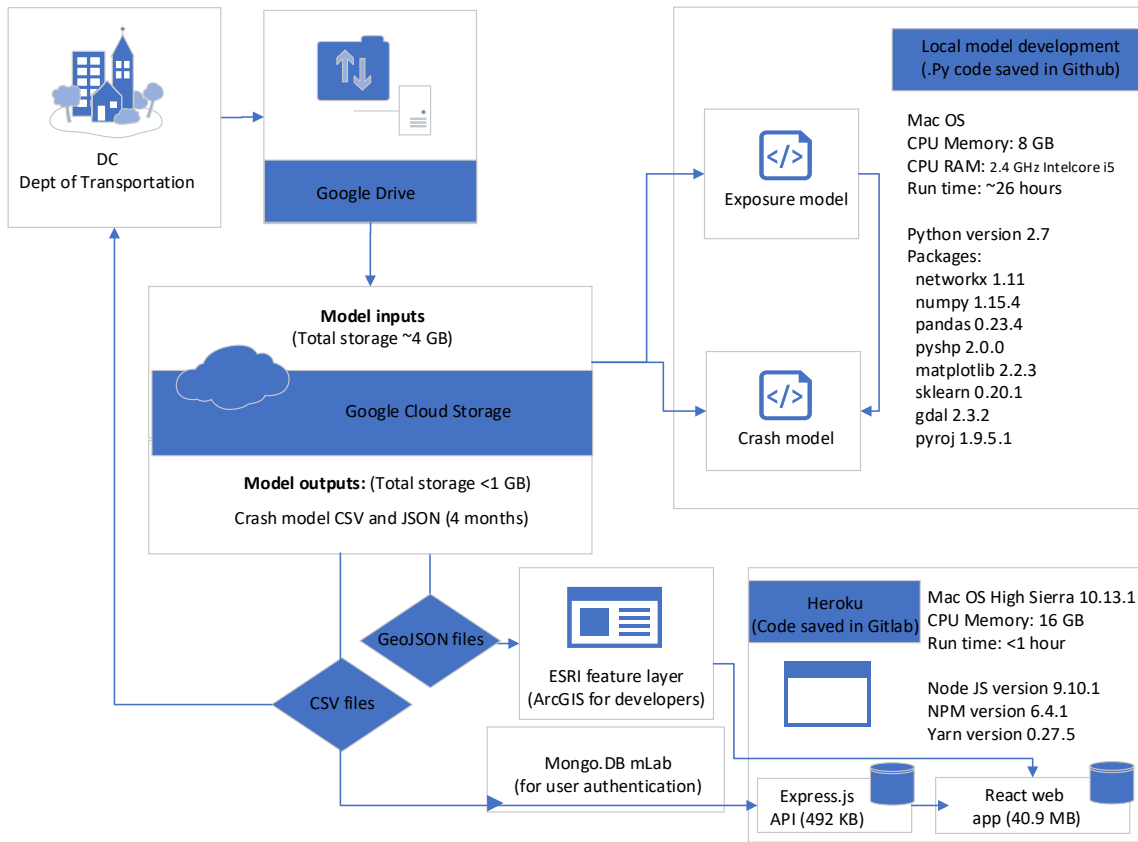 DC
Dept of Transportation
Google Drive
Local model development
(.Py code saved in Github)
Mac OS
CPU Memory: 8 GB
CPU RAM: 2.4 GHz Intelcore i5
Run time: ~26 hours
Python version 2.7
Packages:
networkx 1.11
numpy 1.15.4
pandas 0.23.4
pyshp 2.0.0
matplotlib 2.2.3
sklearn 0.20.1
gdal 2.3.2
pyroj 1.9.5.1
</>
Exposure model
</>
Crash model
Model inputs
(Total storage ~4 GB)
Google Cloud Storage
Model outputs: (Total storage <1 GB)
Crash model CSV and JSON (4 months)
GeoJSON files
CSV files
ESRI feature layer
(ArcGIS for developers)
Mongo.DB mLab
(for user authentication)
Heroku
(Code saved in Gitlab)
Mac OS High Sierra 10.13.1
CPU Memory: 16 GB
Run time: <1 hour
Node JS version 9.10.1
NPM version 6.4.1
Yarn version 0.27.5
Express.js
API (492 KB)
React web
app (40.9 MB)